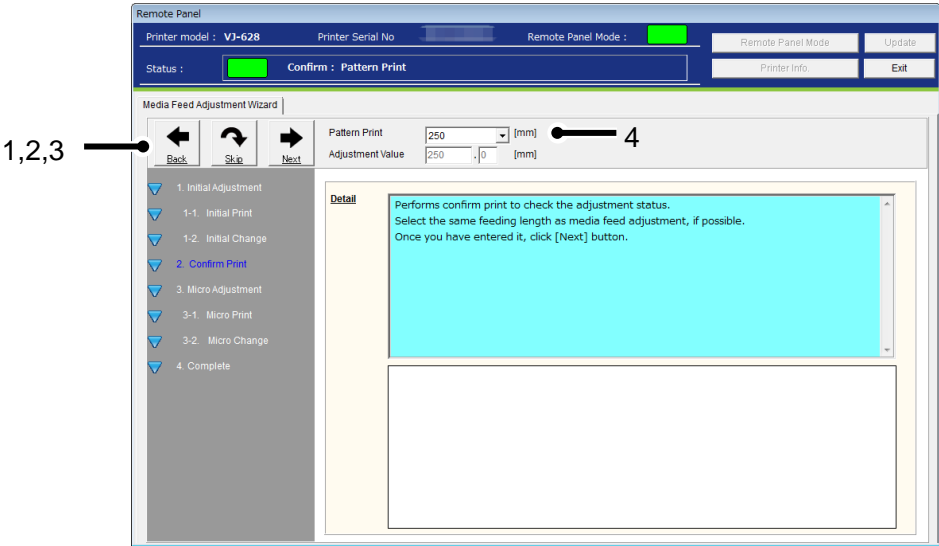 Remote Panel
Printer model : VJ-628 Printer Serial No Remote Panel Mode : Remote Panel Mode Update
Status : Confirm : Pattern Print Printer Info. Exit
Media Feed Adjustment Wizard
1,2,3
Back Skip Next
Pattern Print 250 [mm] 4
Adjustment Value 250 . 0 [mm]
1. Initial Adjustment
1-1. Initial Print
1-2. Initial Change
2. Confirm Print
3. Micro Adjustment
3-1. Micro Print
3-2. Micro Change
4. Complete
Detail
Performs confirm print to check the adjustment status.
Select the same feeding length as media feed adjustment, if possible.
Once you have entered it, click [Next] button.